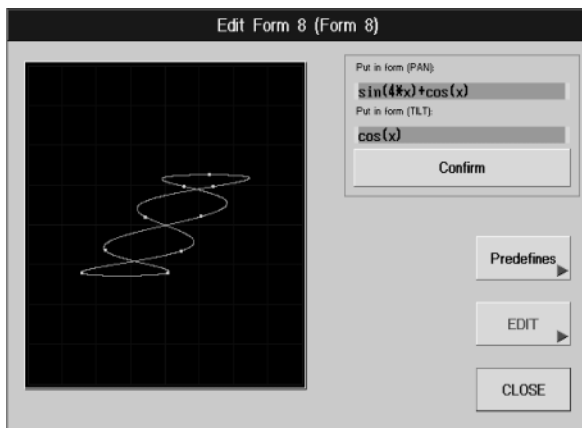 Edit Form 8 (Form 8)
Put in form (PAN):
sin(4*x)+cos(x)
Put in form (TILT):
cos(x)
Confirm
Predefines
EDIT
CLOSE